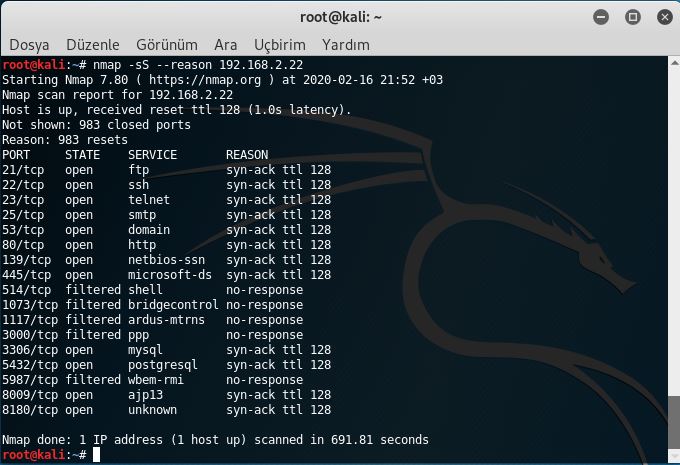 root@kali: ~
Dosya Düzenle Görünüm Ara Uçbirim Yardım
root@kali:~# nmap -sS --reason 192.168.2.22
Starting Nmap 7.80 ( https://nmap.org ) at 2020-02-16 21:52 +03
Nmap scan report for 192.168.2.22
Host is up, received reset ttl 128 (1.0s latency).
Not shown: 983 closed ports
Reason: 983 resets
PORT     STATE    SERVICE       REASON
21/tcp   open     ftp           syn-ack ttl 128
22/tcp   open     ssh           syn-ack ttl 128
23/tcp   open     telnet        syn-ack ttl 128
25/tcp   open     smtp          syn-ack ttl 128
53/tcp   open     domain        syn-ack ttl 128
80/tcp   open     http          syn-ack ttl 128
139/tcp  open     netbios-ssn   syn-ack ttl 128
445/tcp  open     microsoft-ds  syn-ack ttl 128
514/tcp  filtered shell         no-response
1073/tcp filtered bridgecontrol no-response
1117/tcp filtered ardus-mtrns   no-response
3000/tcp filtered ppp           no-response
3306/tcp open     mysql         syn-ack ttl 128
5432/tcp open     postgresql    syn-ack ttl 128
5987/tcp filtered wbem-rmi      no-response
8009/tcp open     ajp13         syn-ack ttl 128
8180/tcp open     unknown       syn-ack ttl 128
Nmap done: 1 IP address (1 host up) scanned in 691.81 seconds
root@kali:~#